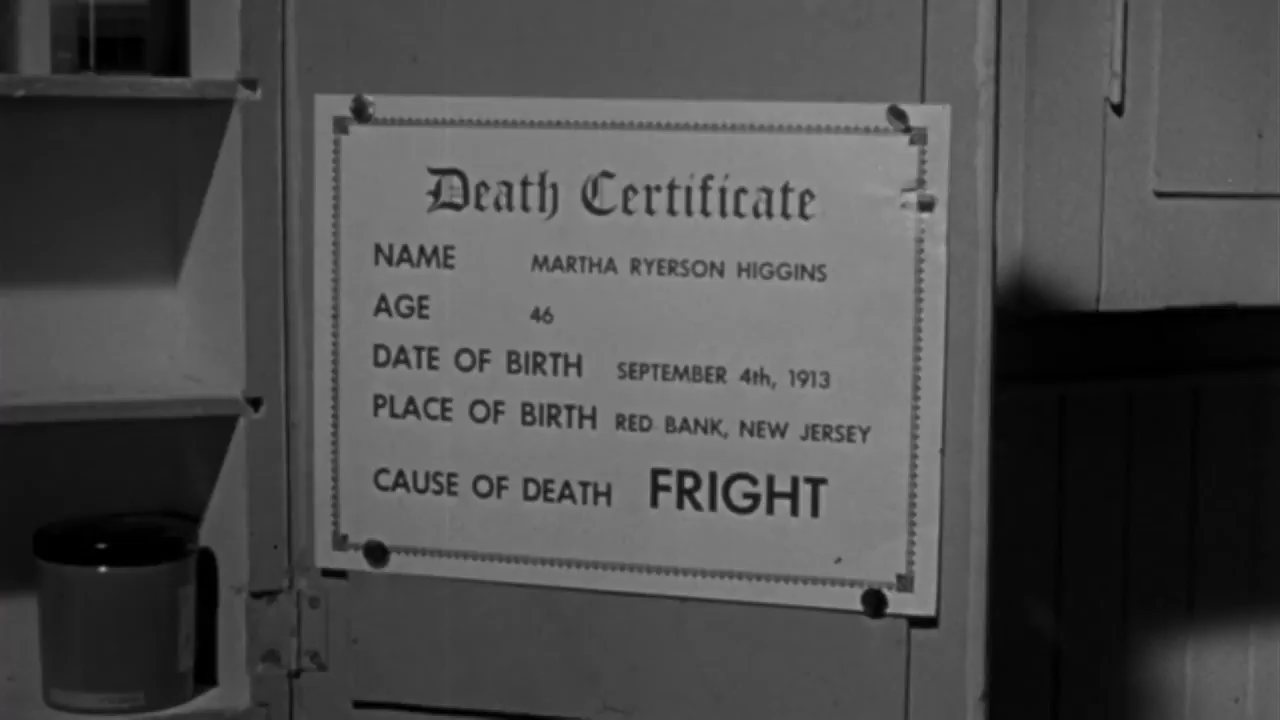 Death Certificate
NAME MARTHA RYERSON HIGGINS
AGE 46
DATE OF BIRTH SEPTEMBER 4th, 1913
PLACE OF BIRTH RED BANK, NEW JERSEY
CAUSE OF DEATH FRIGHT